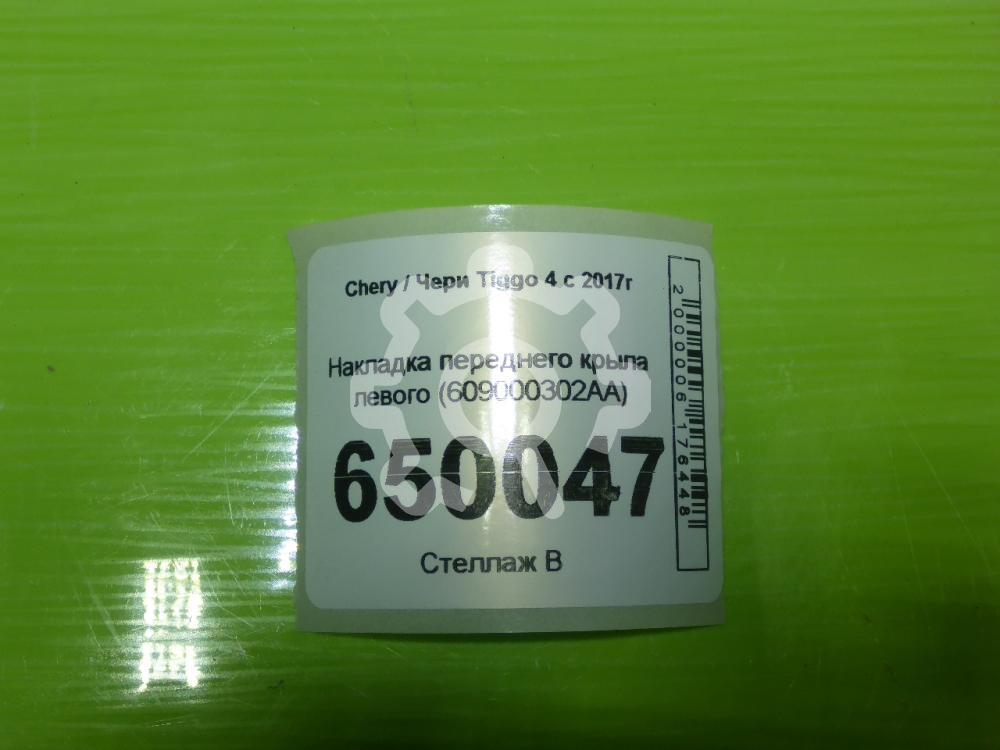 Chery / Чери Tiggo 4 с 2017г
Накладка переднего крыла
левого (609000302AA)
650047
Стеллаж В
2000006176448